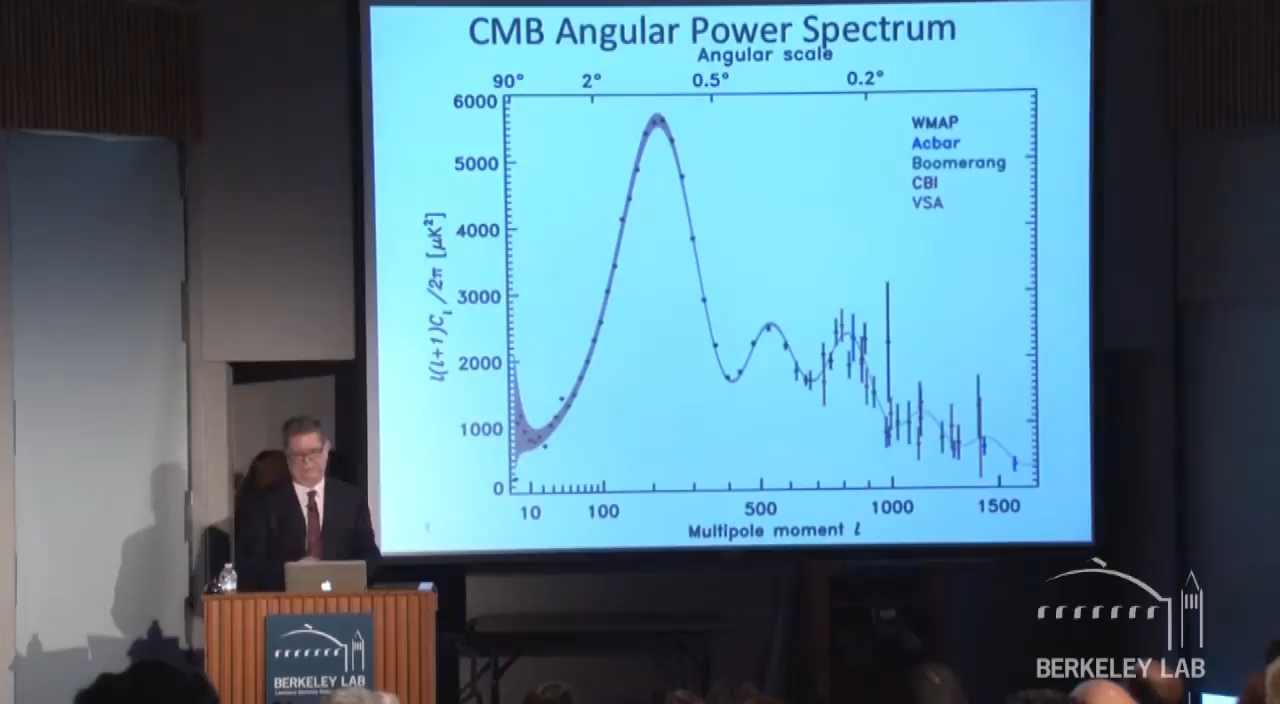 CMB Angular Power Spectrum
Angular scale
90° 2° 0.5° 0.2°
6000
5000
4000
3000
2000
1000
0
l(l+1)Cl/2π [μK²]
WMAP
Acbar
Boomerang
CBI
VSA
10 100 500 1000 1500
Multipole moment l
BERKELEY LAB
BERKELEY LAB